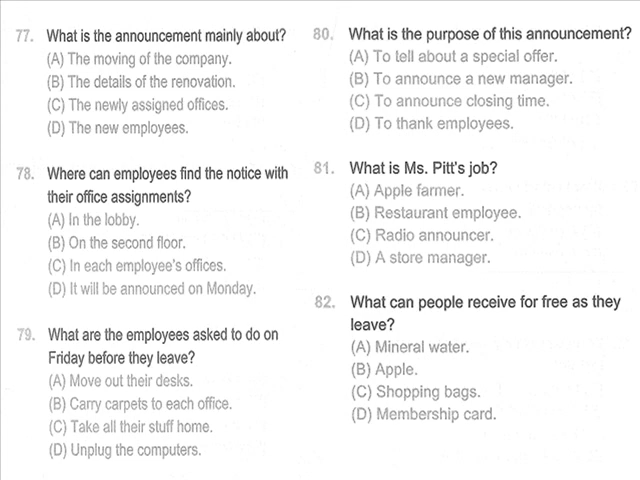 77. What is the announcement mainly about?
(A) The moving of the company.
(B) The details of the renovation.
(C) The newly assigned offices.
(D) The new employees.
78. Where can employees find the notice with
their office assignments?
(A) In the lobby.
(B) On the second floor.
(C) In each employee's offices.
(D) It will be announced on Monday.
79. What are the employees asked to do on
Friday before they leave?
(A) Move out their desks.
(B) Carry carpets to each office.
(C) Take all their stuff home.
(D) Unplug the computers.
80. What is the purpose of this announcement?
(A) To tell about a special offer.
(B) To announce a new manager.
(C) To announce closing time.
(D) To thank employees.
81. What is Ms. Pitt's job?
(A) Apple farmer.
(B) Restaurant employee.
(C) Radio announcer.
(D) A store manager.
82. What can people receive for free as they
leave?
(A) Mineral water.
(B) Apple.
(C) Shopping bags.
(D) Membership card.